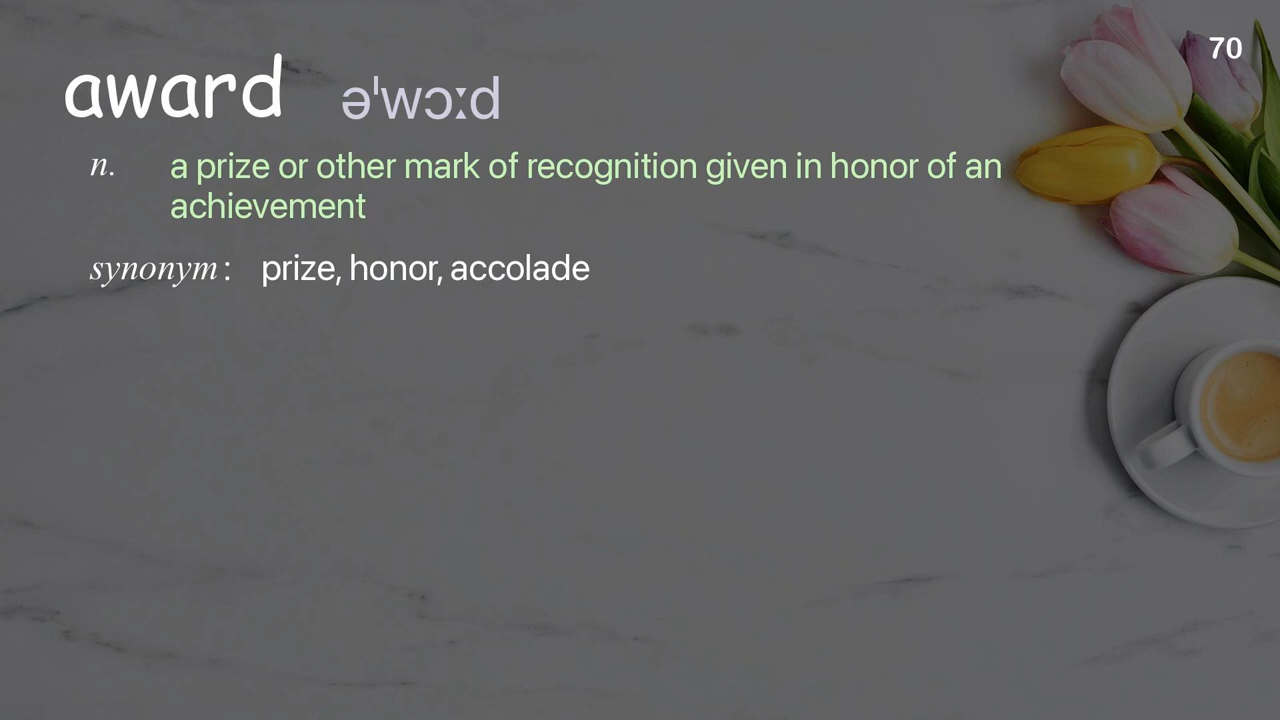 70
award əˈwɔːd
n. a prize or other mark of recognition given in honor of an
achievement
synonym: prize, honor, accolade